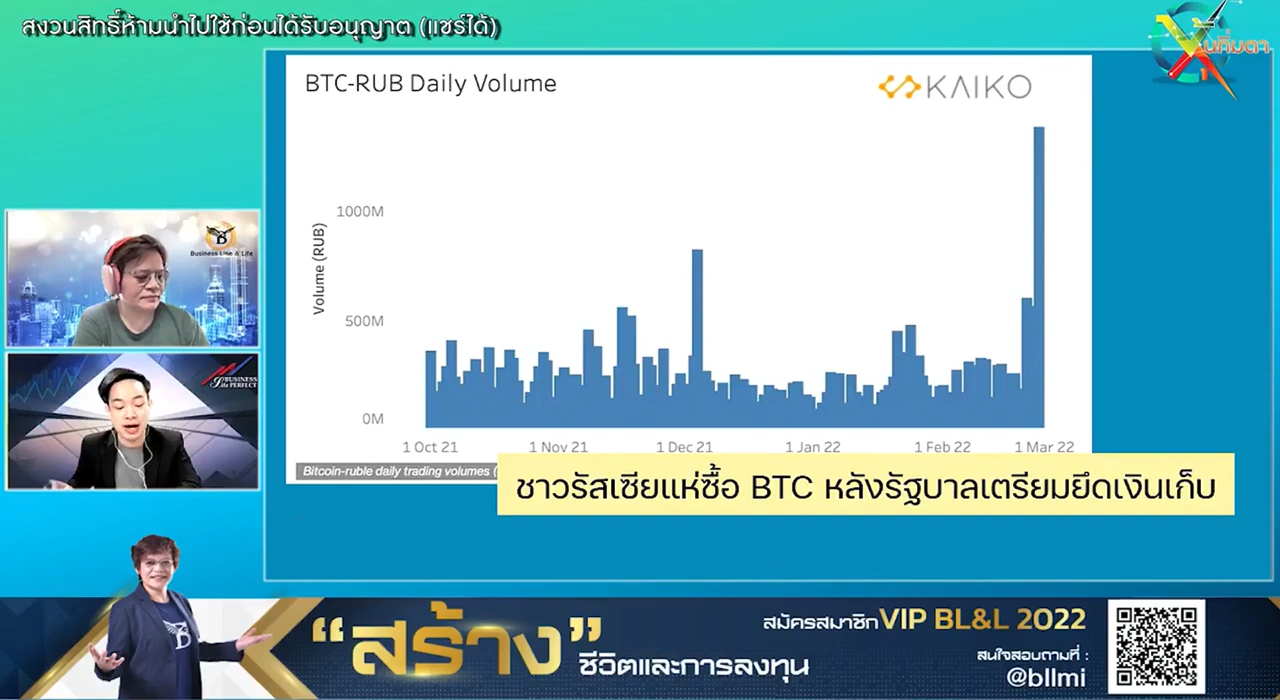 สงวนสิทธิ์ห้ามนำไปใช้ก่อนได้รับอนุญาต (แชร์ได้)
BTC-RUB Daily Volume
KAIKO
1000M
500M
0M
Volume (RUB)
1 Oct 21
1 Nov 21
1 Dec 21
1 Jan 22
1 Feb 22
1 Mar 22
Bitcoin-ruble daily trading volumes (
ชาวรัสเซียแห่ซื้อ BTC หลังรัฐบาลเตรียมยึดเงินเก็บ
B
Business Line & Life
BUSINESS
Life PERFECT
“สร้าง”
ชีวิตและการลงทุน
สมัครสมาชิก VIP BL&L 2022
สนใจสอบถามที่ :
@bllmi